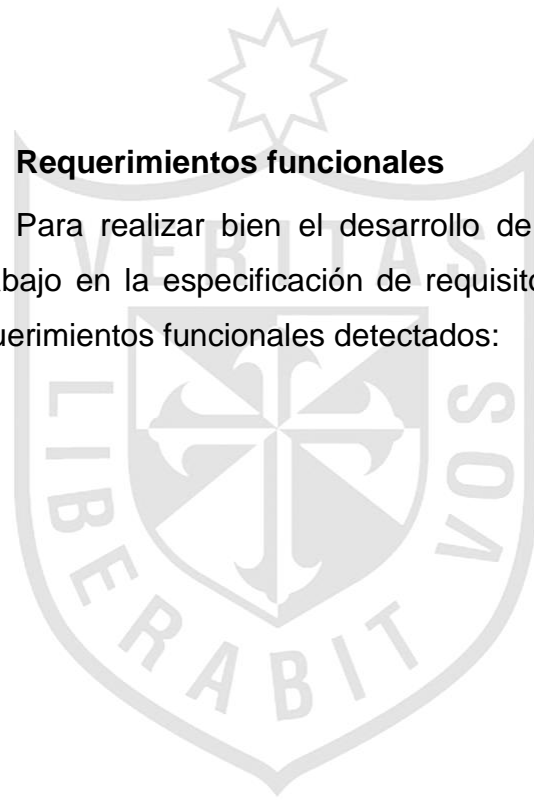 Requerimientos funcionales
Para realizar bien el desarrollo de
bajo en la especificación de requisito
uerimientos funcionales detectados:
VERITAS
LIBERABIT
VOS